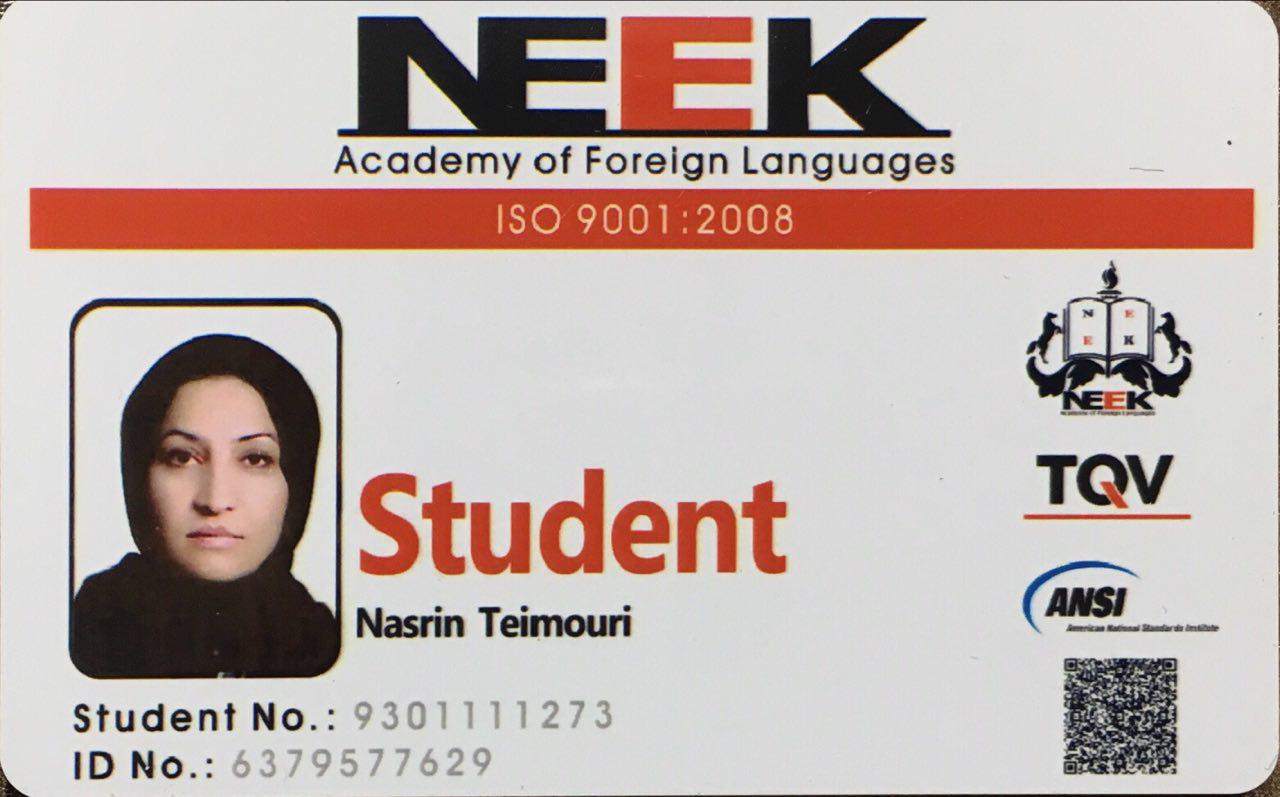 NEEK
Academy of Foreign Languages
ISO 9001:2008
N E
E K
NEEK
Academy of Foreign Languages
TQV
Student
ANSI
American National Standards Institute
Nasrin Teimouri
Student No.: 9301111273
ID No.: 6379577629